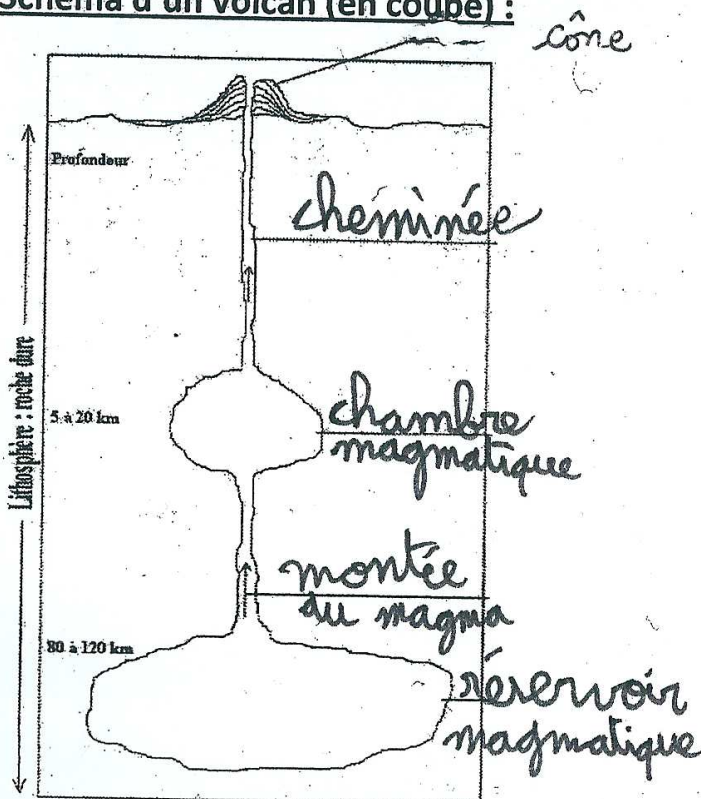 Schéma d'un volcan (en coupe) :
cône
Profondeur
cheminée
Lithosphère : roche dure
5 à 20 km
chambre
magmatique
montée
du magma
80 à 120 km
réservoir
magmatique